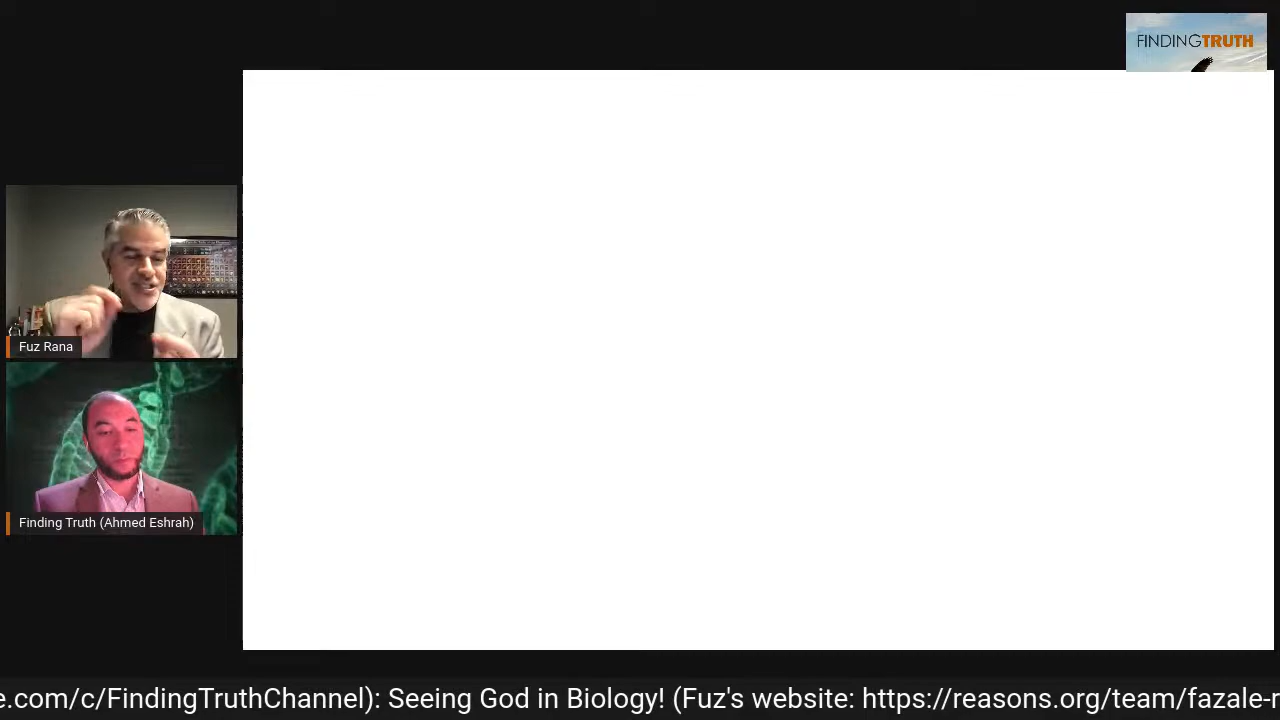 FINDINGTRUTH
Fuz Rana
Finding Truth (Ahmed Eshrah)
e.com/c/FindingTruthChannel): Seeing God in Biology! (Fuz's website: https://reasons.org/team/fazale-r